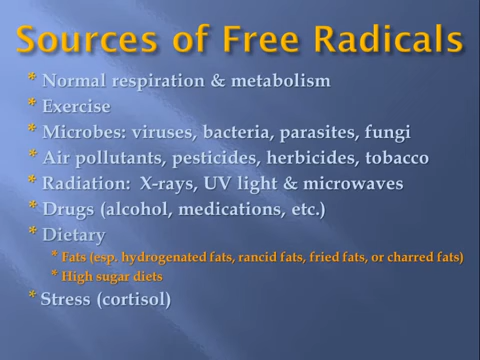 Sources of Free Radicals
* Normal respiration & metabolism
* Exercise
* Microbes: viruses, bacteria, parasites, fungi
* Air pollutants, pesticides, herbicides, tobacco
* Radiation: X-rays, UV light & microwaves
* Drugs (alcohol, medications, etc.)
* Dietary
* Fats (esp, hydrogenated fats, rancid fats, fried fats, or charred fats)
* High sugar diets
* Stress (cortisol)